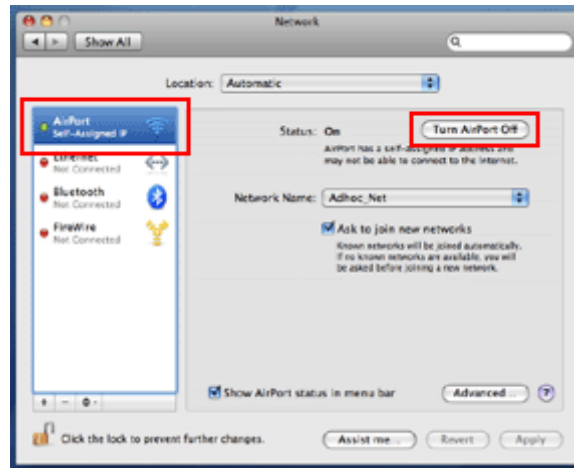 Network
Show All
Location: Automatic
AirPort
Self-Assigned IP
Ethernet
Not Connected
Bluetooth
Not Connected
FireWire
Not Connected
Status: On
Turn AirPort Off
AirPort has a self-assigned IP address and
may not be able to connect to the Internet.
Network Name: Adhoc_Net
Ask to join new networks
Known networks will be joined automatically.
If no known networks are available, you will
be asked before joining a new network.
Show AirPort status in menu bar
Advanced...
?
+ -
Click the lock to prevent further changes.
Assist me...
Revert
Apply